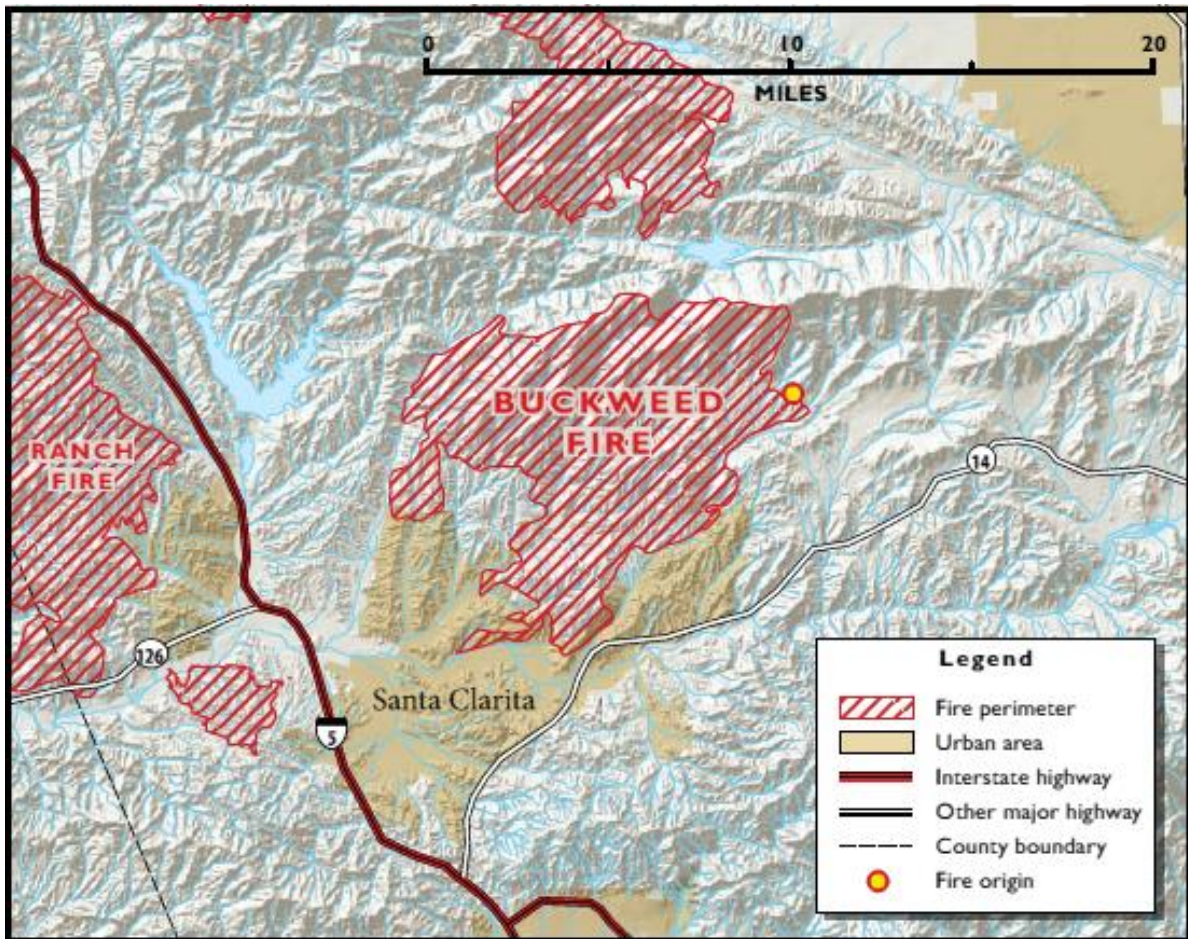 0 10 20
MILES
BUCKWEED
FIRE
RANCH
FIRE
14
126
Santa Clarita
5
Legend
Fire perimeter
Urban area
Interstate highway
Other major highway
County boundary
Fire origin